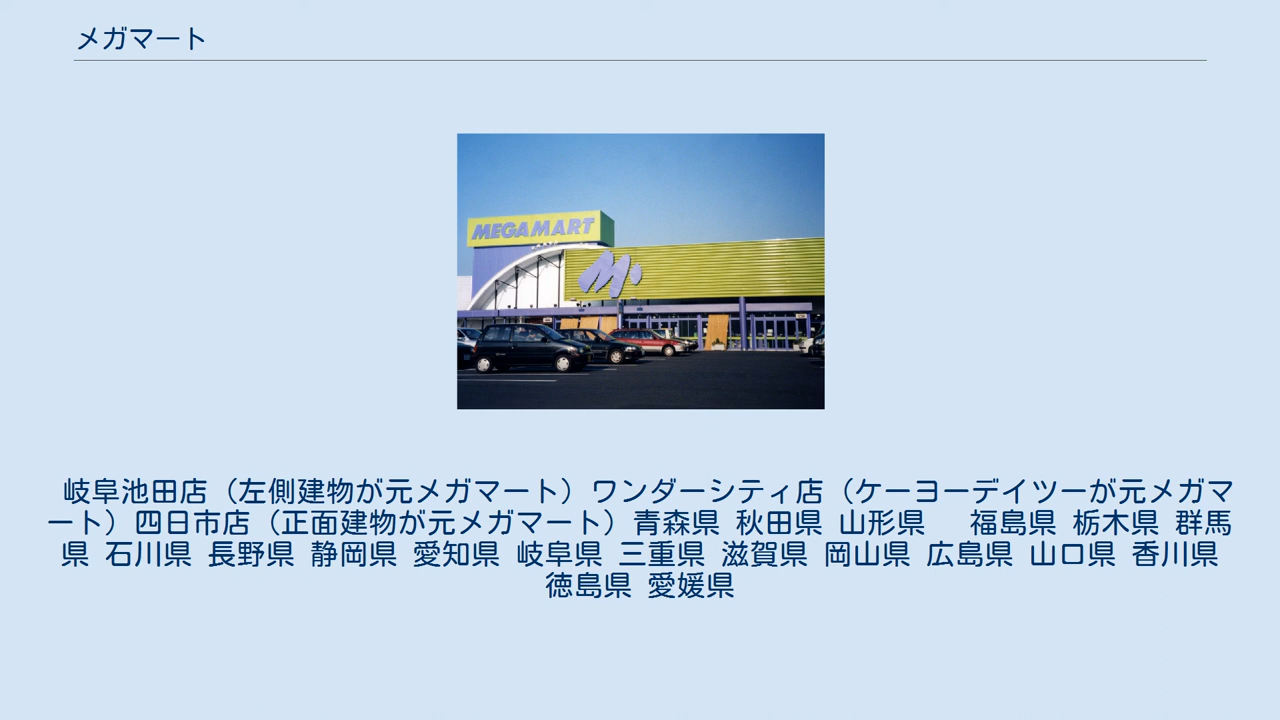 メガマート
MEGAMART
M
岐阜池田店（左側建物が元メガマート）ワンダーシティ店（ケーヨーデイツーが元メガマ
ート）四日市店（正面建物が元メガマート）青森県 秋田県 山形県　 福島県 栃木県 群馬
県 石川県 長野県 静岡県 愛知県 岐阜県 三重県 滋賀県 岡山県 広島県 山口県 香川県
徳島県 愛媛県